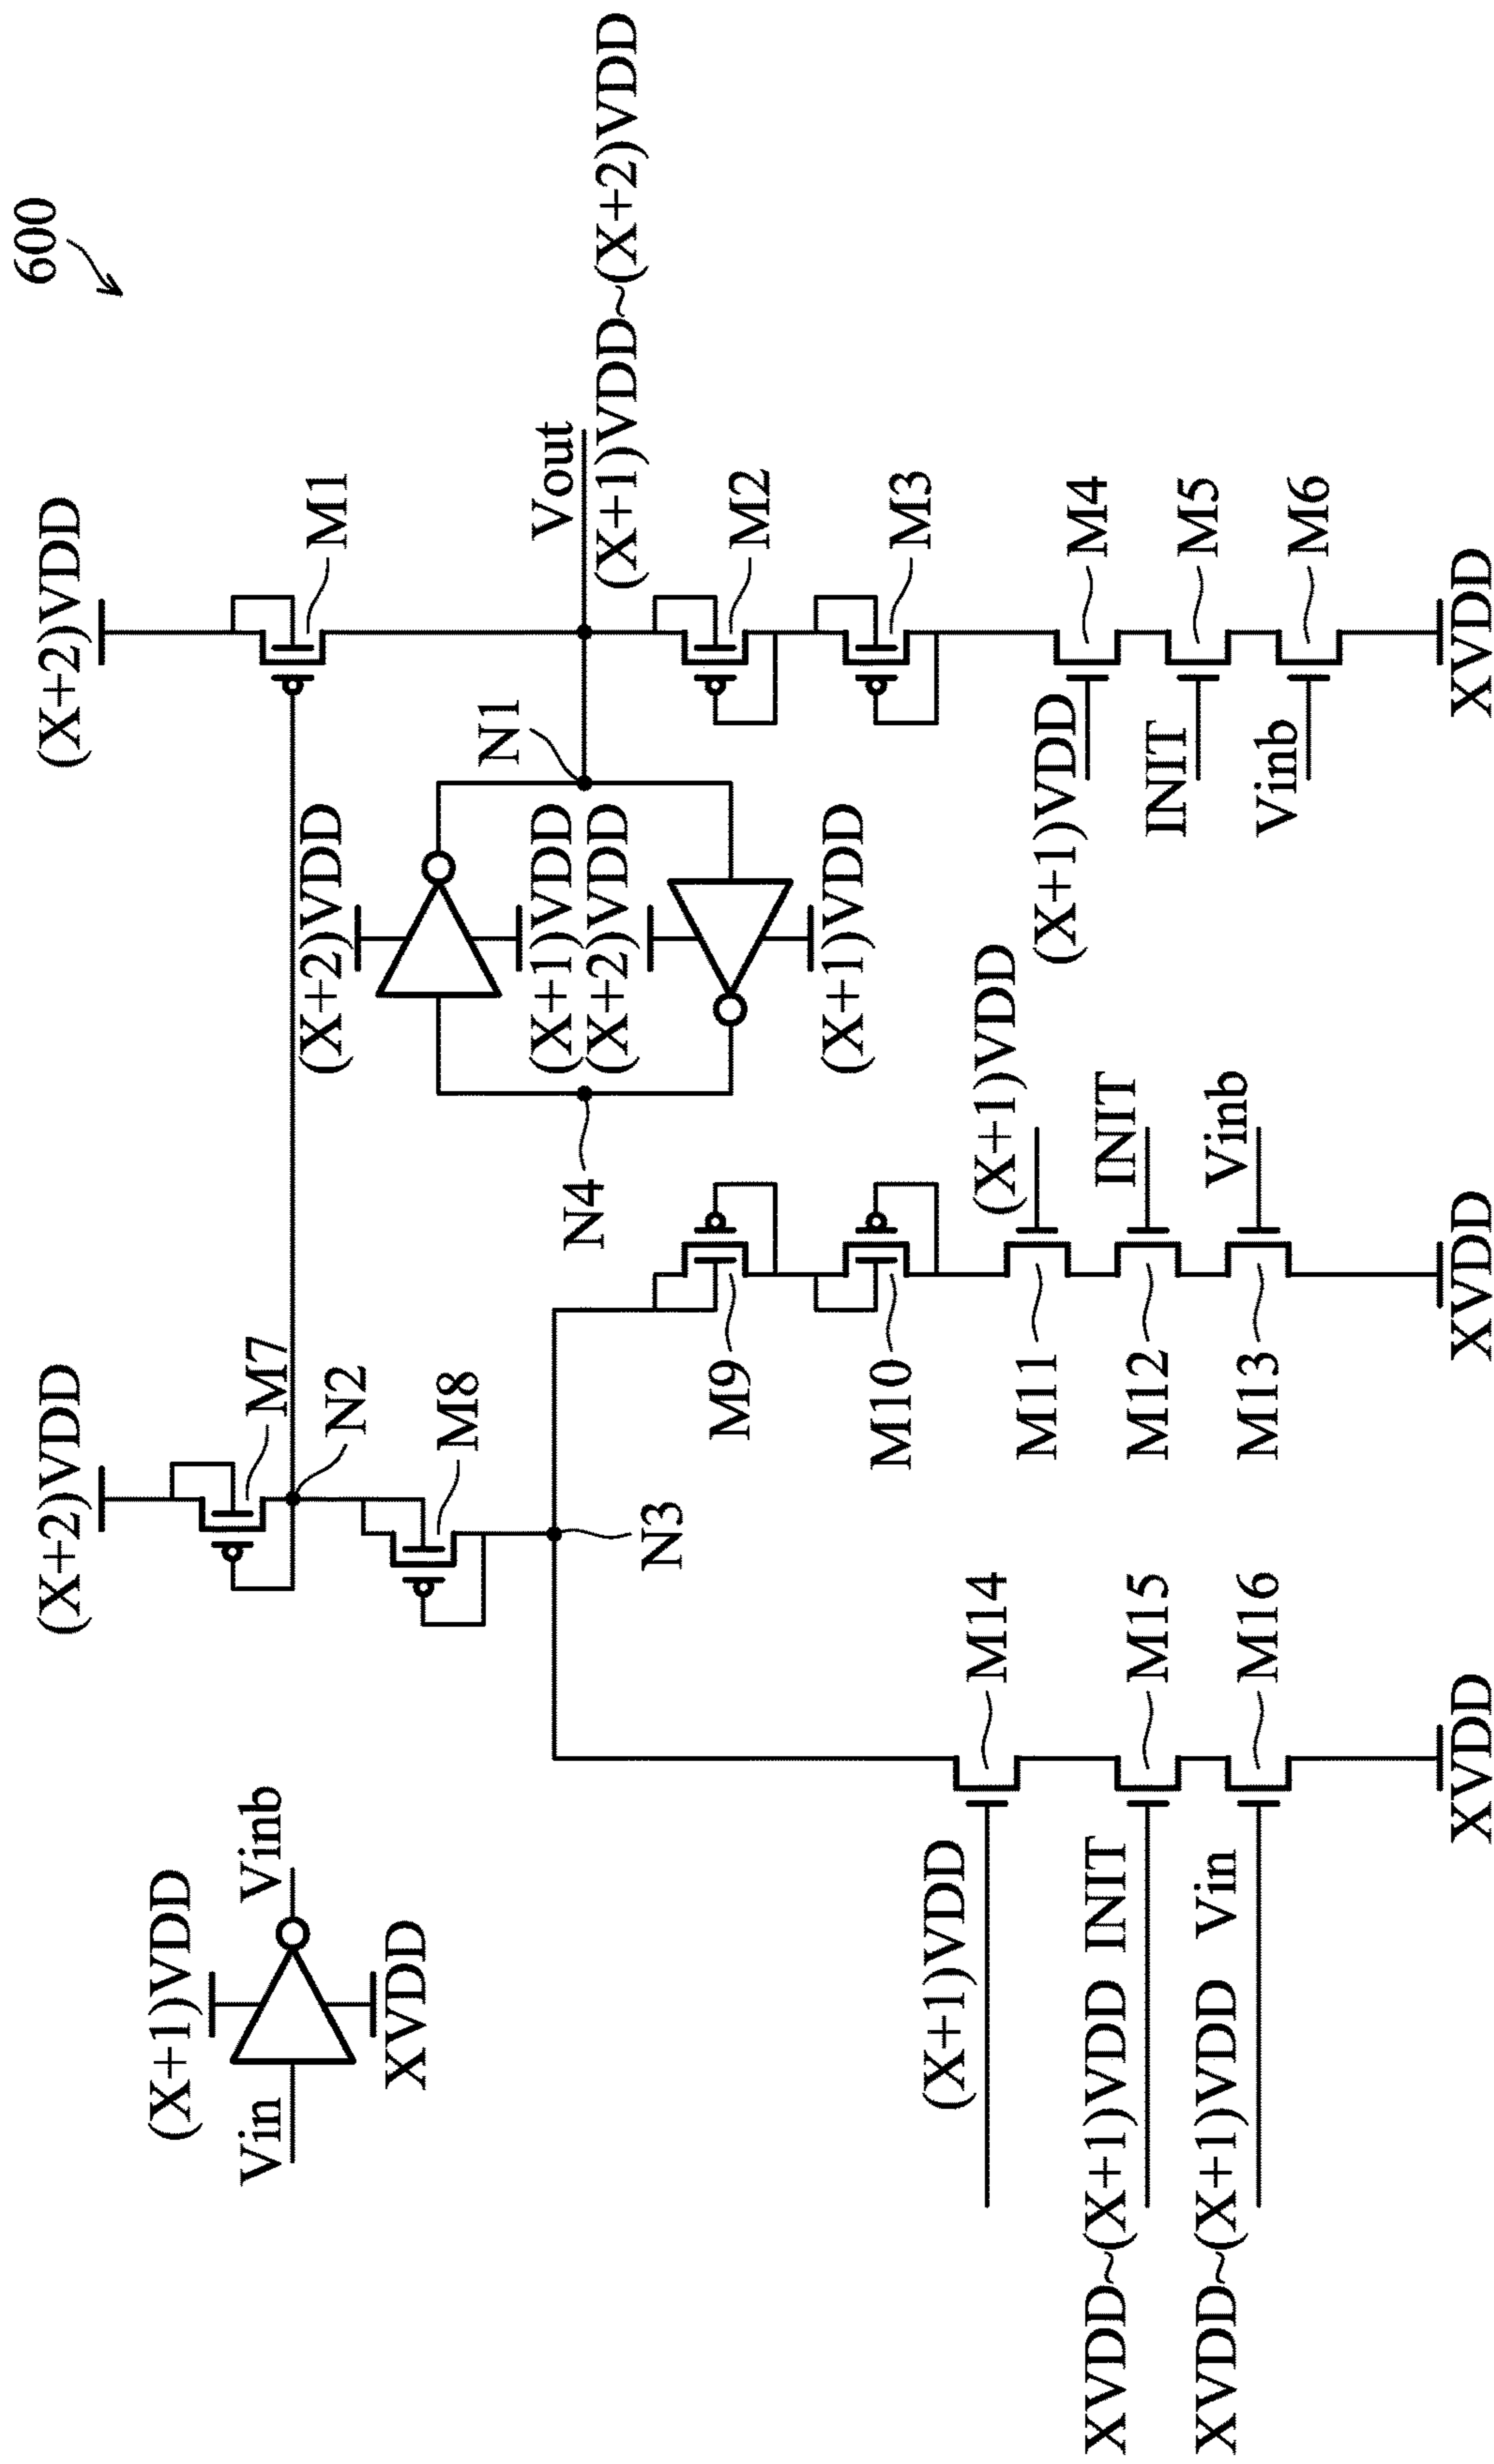 600
(X+2)VDD
(X+2)VDD
M1
M7
N2
M8
N3
(X+1)VDD
Vin
Vinb
XVDD
(X+2)VDD
(X+1)VDD
(X+2)VDD
(X+1)VDD
N1
N4
Vout
(X+1)VDD~(X+2)VDD
M2
M3
(X+1)VDD
M4
INIT
M5
Vinb
M6
XVDD
M9
M10
(X+1)VDD
M11
INIT
M12
Vinb
M13
XVDD
(X+1)VDD
M14
XVDD~(X+1)VDD INIT
M15
XVDD~(X+1)VDD Vin
M16
XVDD